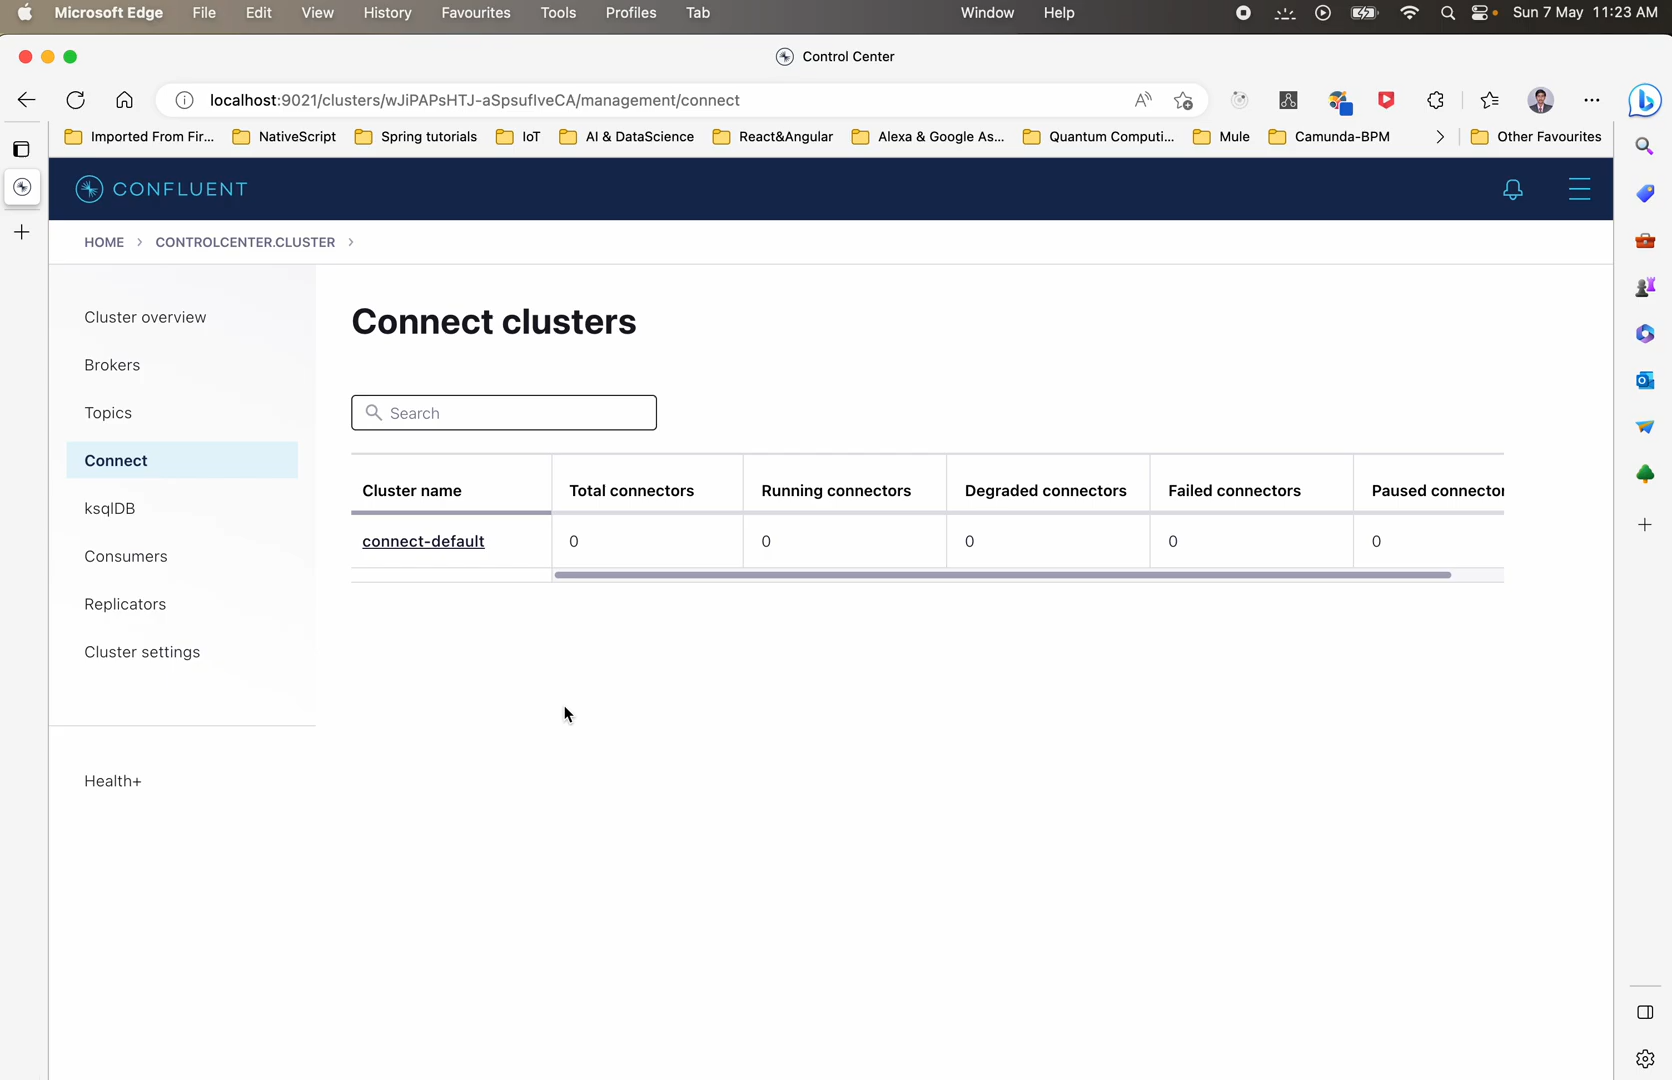 Microsoft Edge File Edit View History Favourites Tools Profiles Tab Window Help Sun 7 May 11:23 AM
Control Center
localhost:9021/clusters/wJiPAPsHTJ-aSpsuflveCA/management/connect
Imported From Fir... NativeScript Spring tutorials IoT AI & DataScience React&Angular Alexa & Google As... Quantum Computi... Mule Camunda-BPM Other Favourites
CONFLUENT
HOME > CONTROLCENTER.CLUSTER >
Cluster overview
Brokers
Topics
Connect
ksqlDB
Consumers
Replicators
Cluster settings
Health+
Connect clusters
Search
Cluster name Total connectors Running connectors Degraded connectors Failed connectors Paused connector
connect-default 0 0 0 0 0